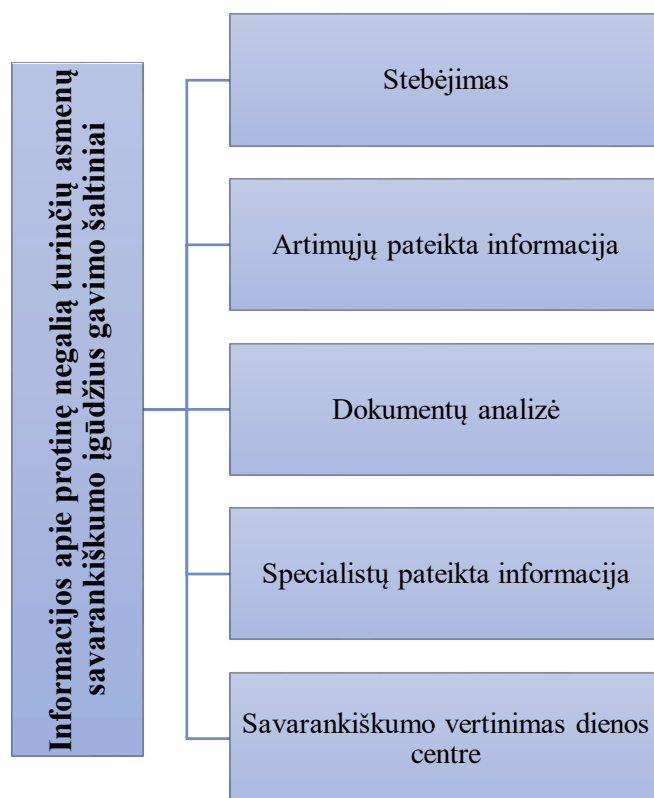 Informacijos apie protinę negalią turinčių asmenų
savarankiškumo įgūdžius gavimo šaltiniai
Stebėjimas
Artimųjų pateikta informacija
Dokumentų analizė
Specialistų pateikta informacija
Savarankiškumo vertinimas dienos
centre